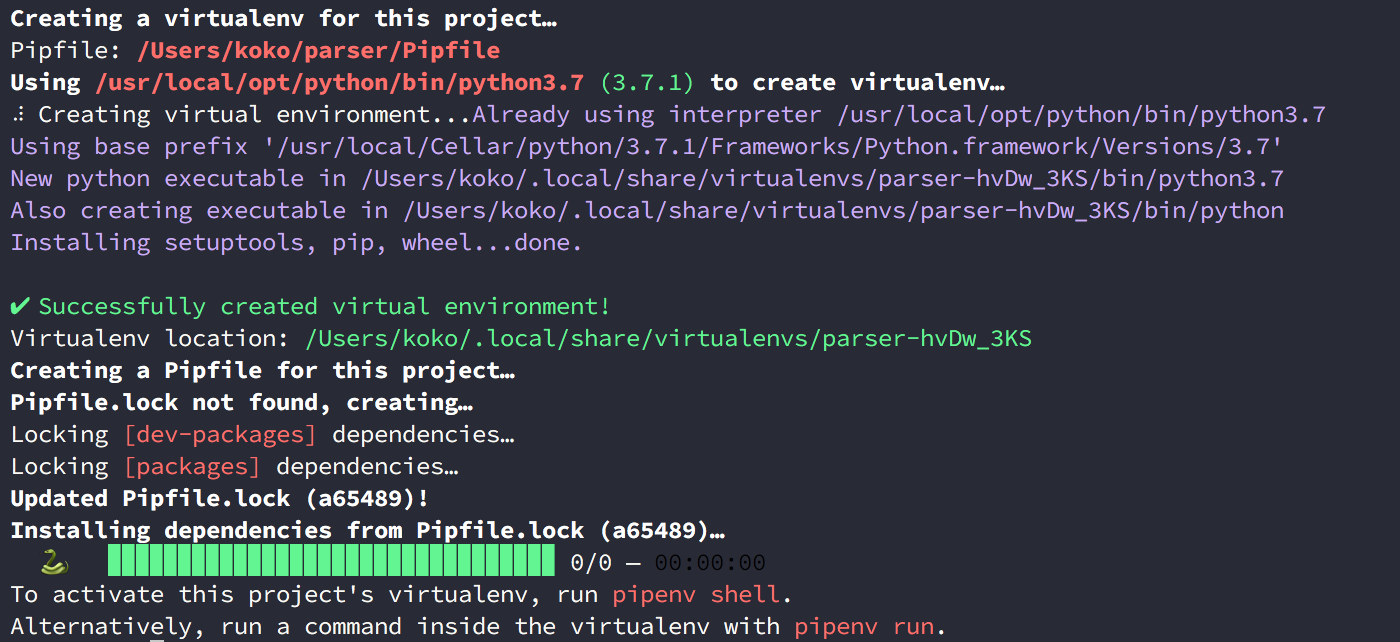 Creating a virtualenv for this project…
Pipfile: /Users/koko/parser/Pipfile
Using /usr/local/opt/python/bin/python3.7 (3.7.1) to create virtualenv…
⠼ Creating virtual environment...Already using interpreter /usr/local/opt/python/bin/python3.7
Using base prefix '/usr/local/Cellar/python/3.7.1/Frameworks/Python.framework/Versions/3.7'
New python executable in /Users/koko/.local/share/virtualenvs/parser-hvDw_3KS/bin/python3.7
Also creating executable in /Users/koko/.local/share/virtualenvs/parser-hvDw_3KS/bin/python
Installing setuptools, pip, wheel...done.
✔ Successfully created virtual environment!
Virtualenv location: /Users/koko/.local/share/virtualenvs/parser-hvDw_3KS
Creating a Pipfile for this project…
Pipfile.lock not found, creating…
Locking [dev-packages] dependencies…
Locking [packages] dependencies…
Updated Pipfile.lock (a65489)!
Installing dependencies from Pipfile.lock (a65489)…
🐍 ▉▉▉▉▉▉▉▉▉▉▉▉▉▉▉▉▉▉▉▉▉▉▉▉▉▉▉▉▉▉▉▉ 0/0 — 00:00:00
To activate this project's virtualenv, run pipenv shell.
Alternatively, run a command inside the virtualenv with pipenv run.